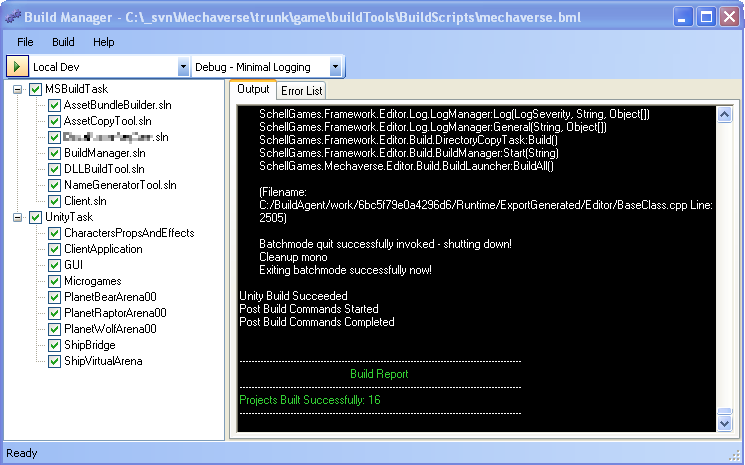 Build Manager - C:\_svn\Mechaverse\trunk\game\buildTools\BuildScripts\mechaverse.bml
File Build Help
Local Dev Debug - Minimal Logging
MSBuildTask
AssetBundleBuilder.sln
AssetCopyTool.sln
.sln
BuildManager.sln
DLLBuildTool.sln
NameGeneratorTool.sln
Client.sln
UnityTask
CharactersPropsAndEffects
ClientApplication
GUI
Microgames
PlanetBearArena00
PlanetRaptorArena00
PlanetWolfArena00
ShipBridge
ShipVirtualArena
Output Error List
SchellGames.Framework.Editor.Log.LogManager:Log(LogSeverity, String, Object[])
SchellGames.Framework.Editor.Log.LogManager:General(String, Object[])
SchellGames.Framework.Editor.Build.DirectoryCopyTask:Build()
SchellGames.Framework.Editor.Build.BuildManager:Start(String)
SchellGames.Mechaverse.Editor.Build.BuildLauncher:BuildAll()
(Filename:
C:/BuildAgent/work/6bc5f79e0a4296d6/Runtime/ExportGenerated/Editor/BaseClass.cpp Line:
2505)
Batchmode quit successfully invoked - shutting down!
Cleanup mono
Exiting batchmode successfully now!
Unity Build Succeeded
Post Build Commands Started
Post Build Commands Completed
Build Report
Projects Built Successfully: 16
Ready